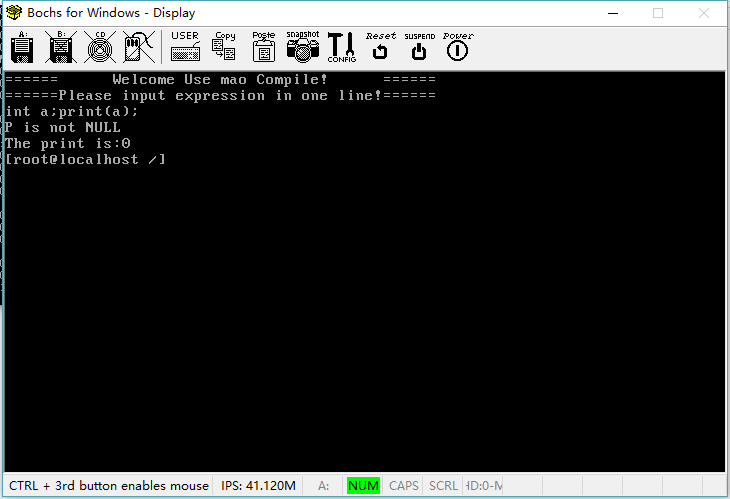 Bochs for Windows - Display
A: B: CD USER Copy Paste snapshot CONFIG Reset SUSPEND Power
====== Welcome Use mao Compile! ======
======Please input expression in one line!======
int a;print(a);
P is not NULL
The print is:0
[root@localhost /]
CTRL + 3rd button enables mouse IPS: 41.120M A: NUM CAPS SCRL HD:0-M